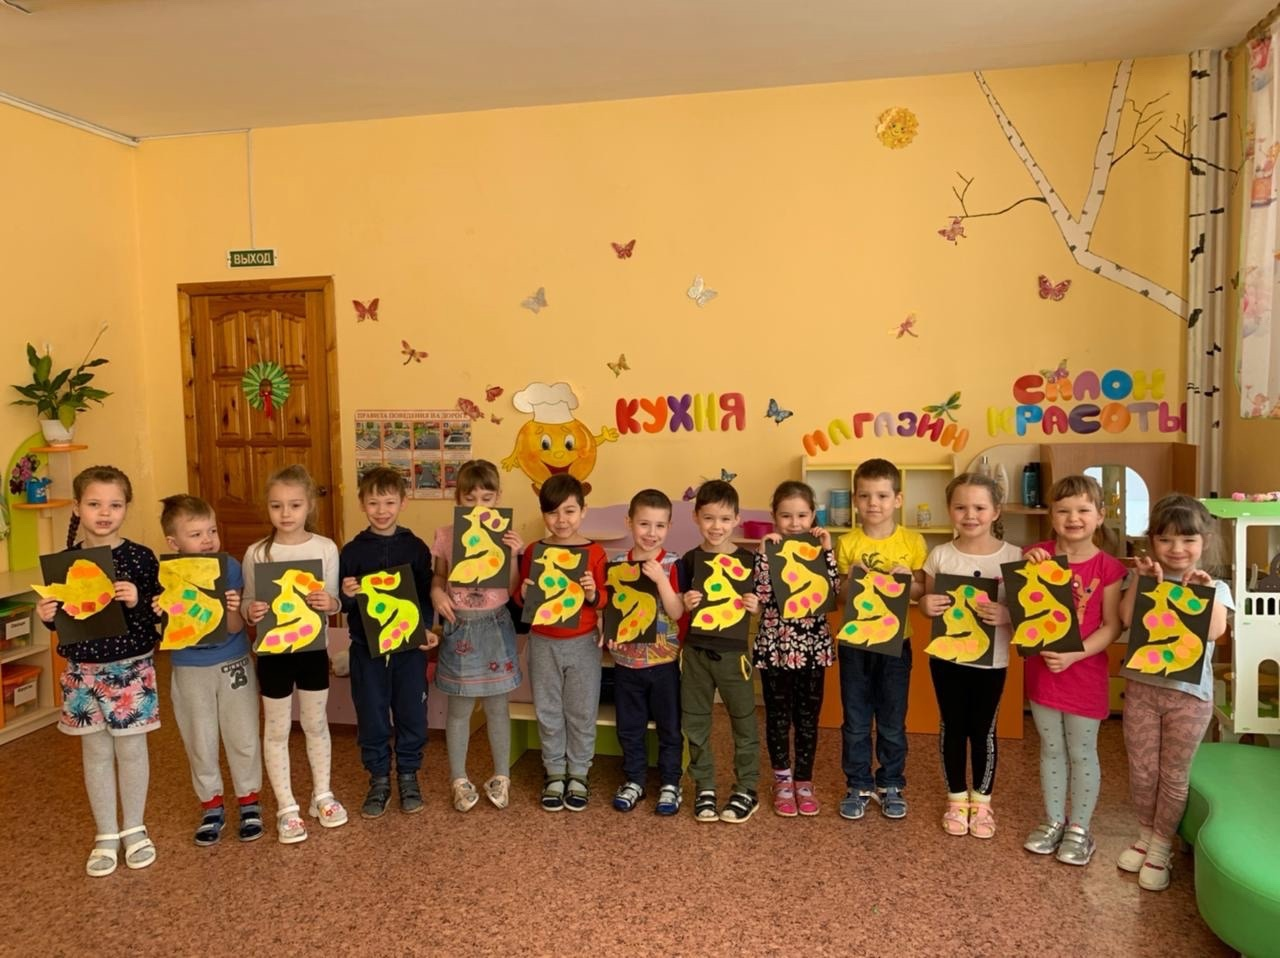 ВЫХОД
ПРАВИЛА ПОВЕДЕНИЯ НА ДОРОГЕ
КУХНЯ
МАГАЗИН
САЛОН
КРАСОТЫ